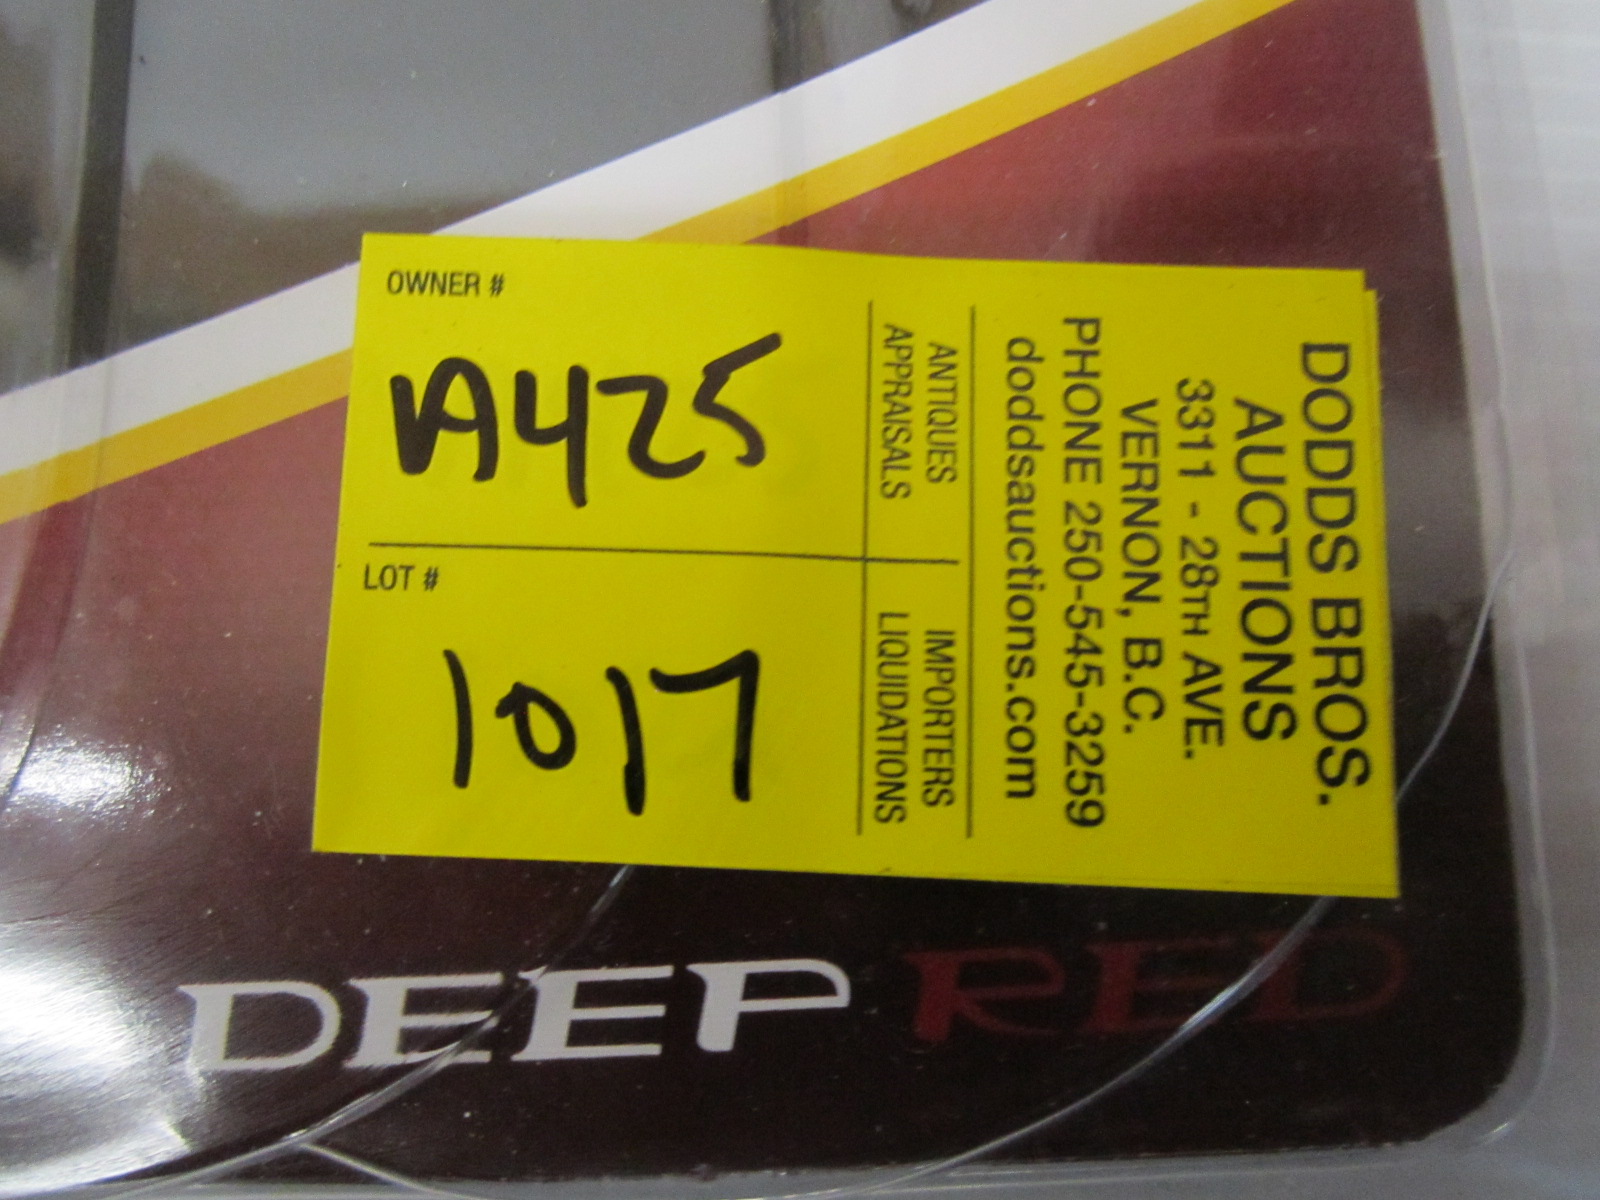 OWNER #
A425
LOT #
1017
ANTIQUES
APPRAISALS
IMPORTERS
LIQUIDATIONS
DODDS BROS.
AUCTIONS
3311 - 28TH AVE.
VERNON, B.C.
PHONE 250-545-3259
doddsauctions.com
DEEP RED